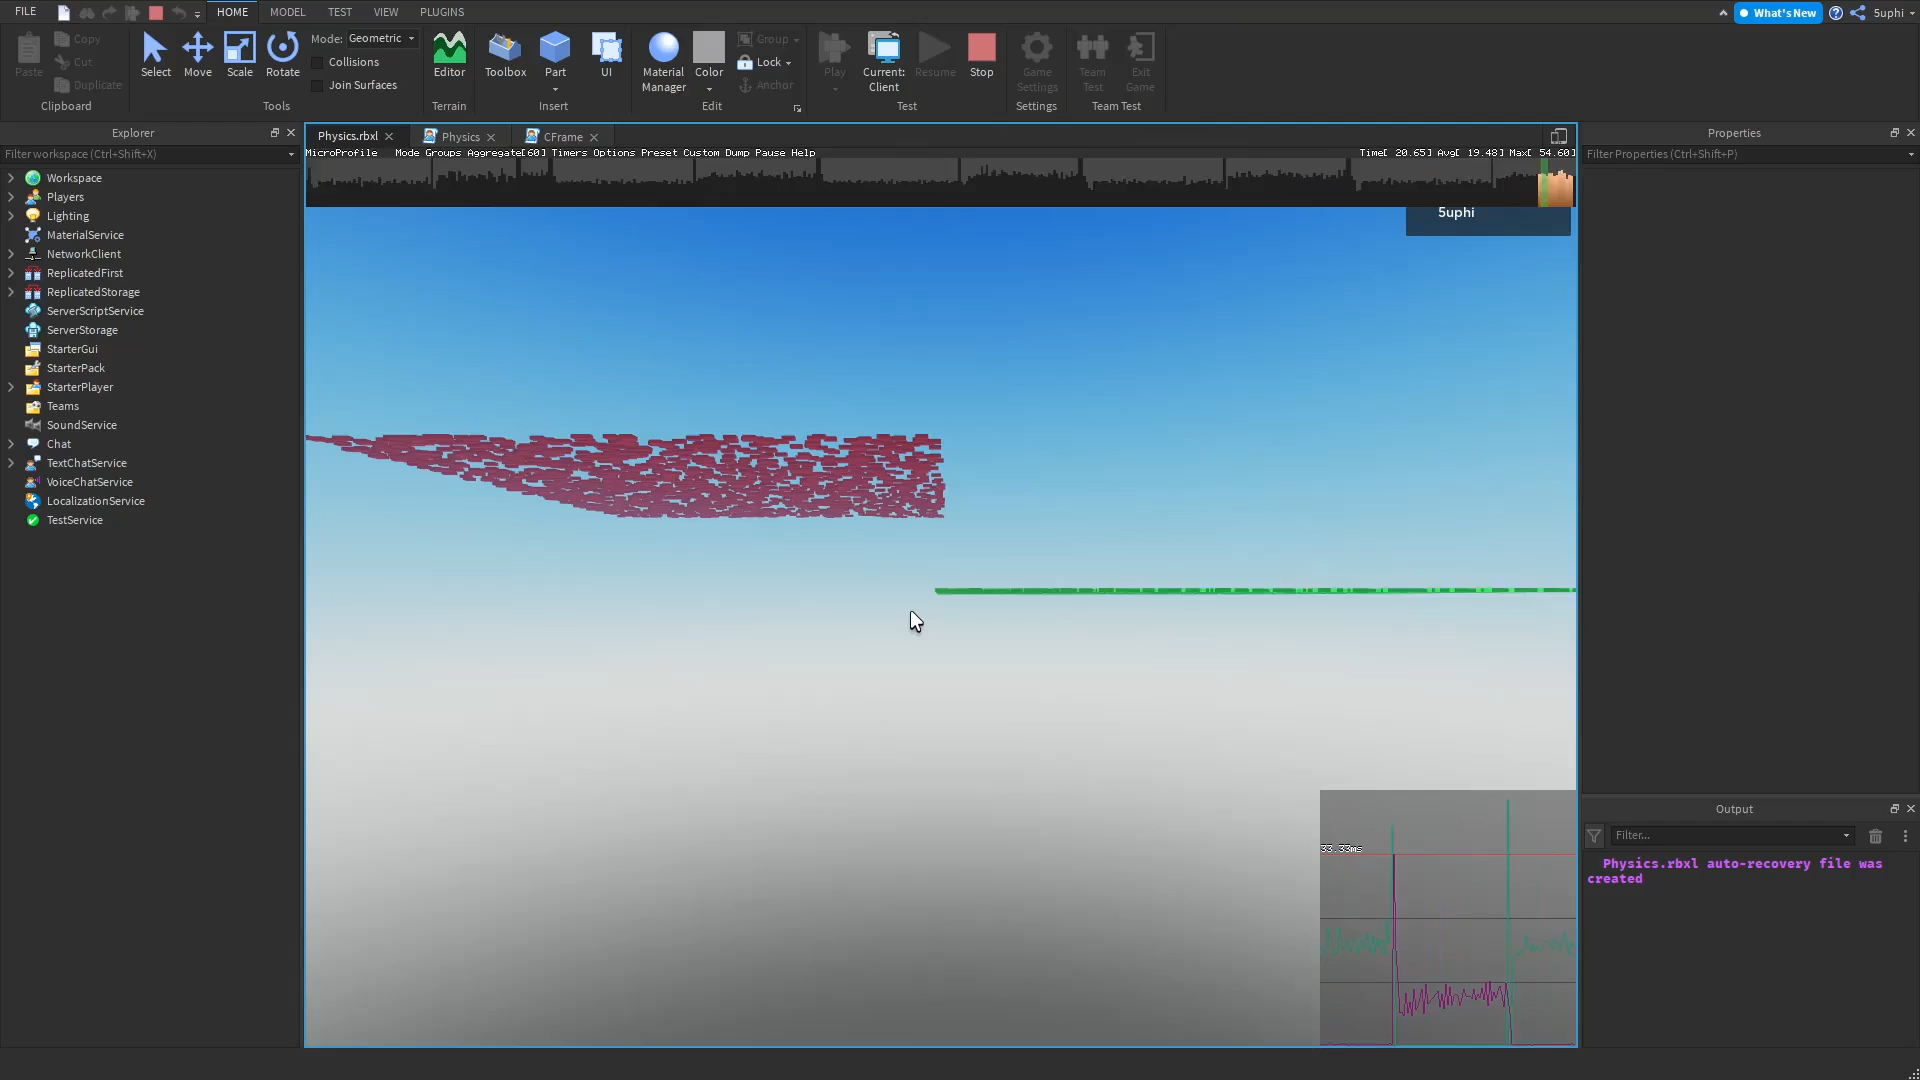 FILE HOME MODEL TEST VIEW PLUGINS What's New 5uphi
Paste Copy Cut Duplicate Clipboard
Select Move Scale Rotate Mode: Geometric Collisions Join Surfaces Tools
Editor Terrain
Toolbox Part UI Insert
Material Manager Color Group Lock Anchor Edit
Play Current: Client Resume Stop Test
Game Settings Settings
Team Test Exit Game Team Test
Explorer
Filter workspace (Ctrl+Shift+X)
Workspace
Players
Lighting
MaterialService
NetworkClient
ReplicatedFirst
ReplicatedStorage
ServerScriptService
ServerStorage
StarterGui
StarterPack
StarterPlayer
Teams
SoundService
Chat
TextChatService
VoiceChatService
LocalizationService
TestService
Physics.rbxl Physics CFrame
MicroProfile Mode Groups Aggregate[60] Timers Options Preset Custom Dump Pause Help Time[ 20.65] Avg[ 19.48] Max[ 54.60]
5uphi
33.33ms
Properties
Filter Properties (Ctrl+Shift+P)
Output
Filter...
Physics.rbxl auto-recovery file was
created